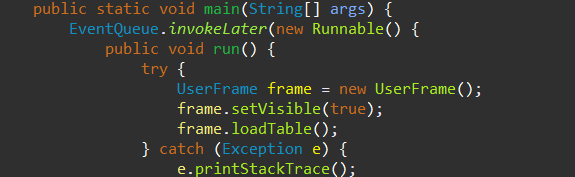 public static void main(String[] args) {
EventQueue.invokeLater(new Runnable() {
public void run() {
try {
UserFrame frame = new UserFrame();
frame.setVisible(true);
frame.loadTable();
} catch (Exception e) {
e.printStackTrace();